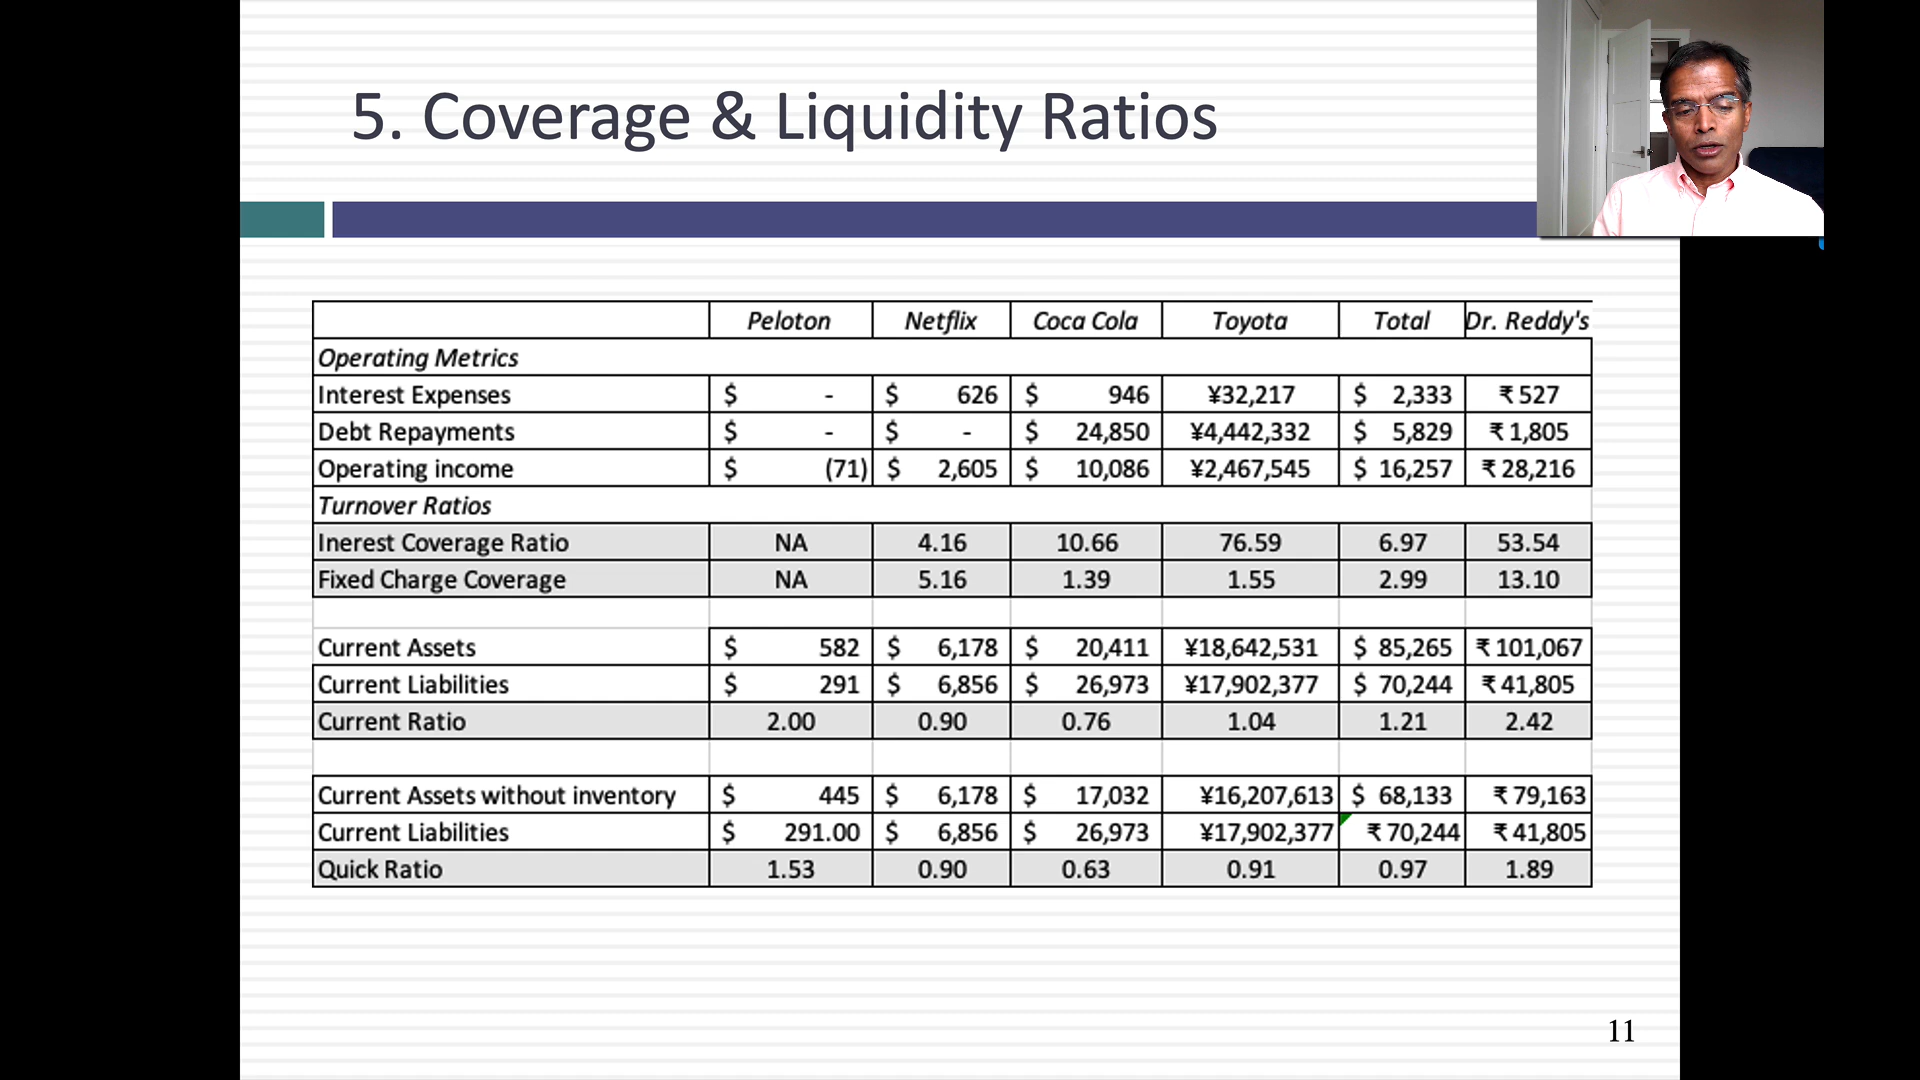 5. Coverage & Liquidity Ratios
Peloton Netflix Coca Cola Toyota Total Dr. Reddy's
Operating Metrics
Interest Expenses $ - $ 626 $ 946 ¥32,217 $ 2,333 ₹ 527
Debt Repayments $ - $ - $ 24,850 ¥4,442,332 $ 5,829 ₹ 1,805
Operating income $ (71) $ 2,605 $ 10,086 ¥2,467,545 $ 16,257 ₹ 28,216
Turnover Ratios
Inerest Coverage Ratio NA 4.16 10.66 76.59 6.97 53.54
Fixed Charge Coverage NA 5.16 1.39 1.55 2.99 13.10
Current Assets $ 582 $ 6,178 $ 20,411 ¥18,642,531 $ 85,265 ₹ 101,067
Current Liabilities $ 291 $ 6,856 $ 26,973 ¥17,902,377 $ 70,244 ₹ 41,805
Current Ratio 2.00 0.90 0.76 1.04 1.21 2.42
Current Assets without inventory $ 445 $ 6,178 $ 17,032 ¥16,207,613 $ 68,133 ₹ 79,163
Current Liabilities $ 291.00 $ 6,856 $ 26,973 ¥17,902,377 ₹ 70,244 ₹ 41,805
Quick Ratio 1.53 0.90 0.63 0.91 0.97 1.89
11